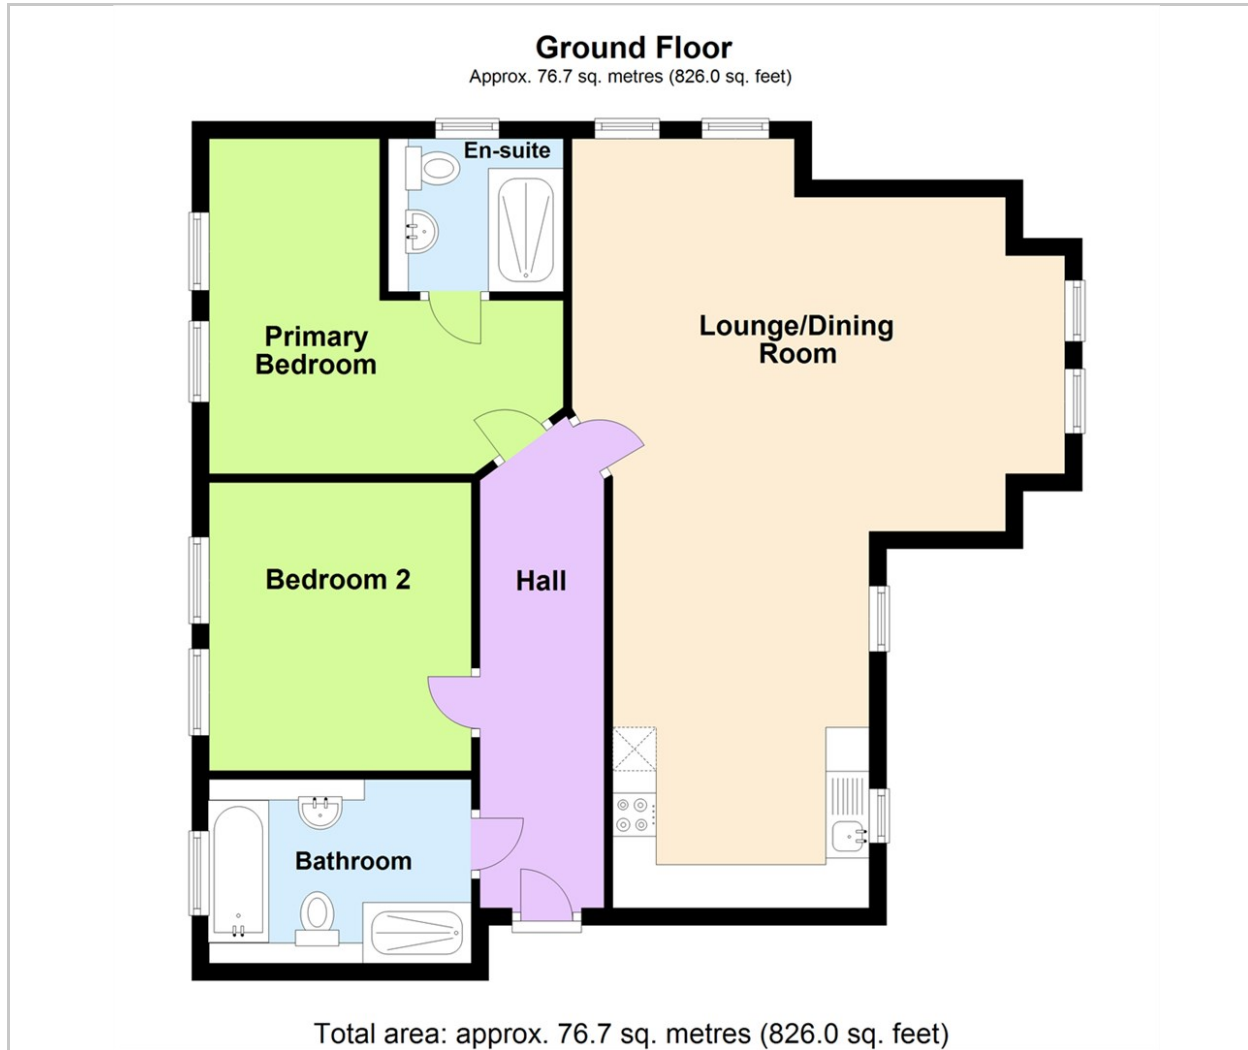 Ground Floor
Approx. 76.7 sq. metres (826.0 sq. feet)
En-suite
Primary
Bedroom
Lounge/Dining
Room
Bedroom 2
Hall
Bathroom
Total area: approx. 76.7 sq. metres (826.0 sq. feet)